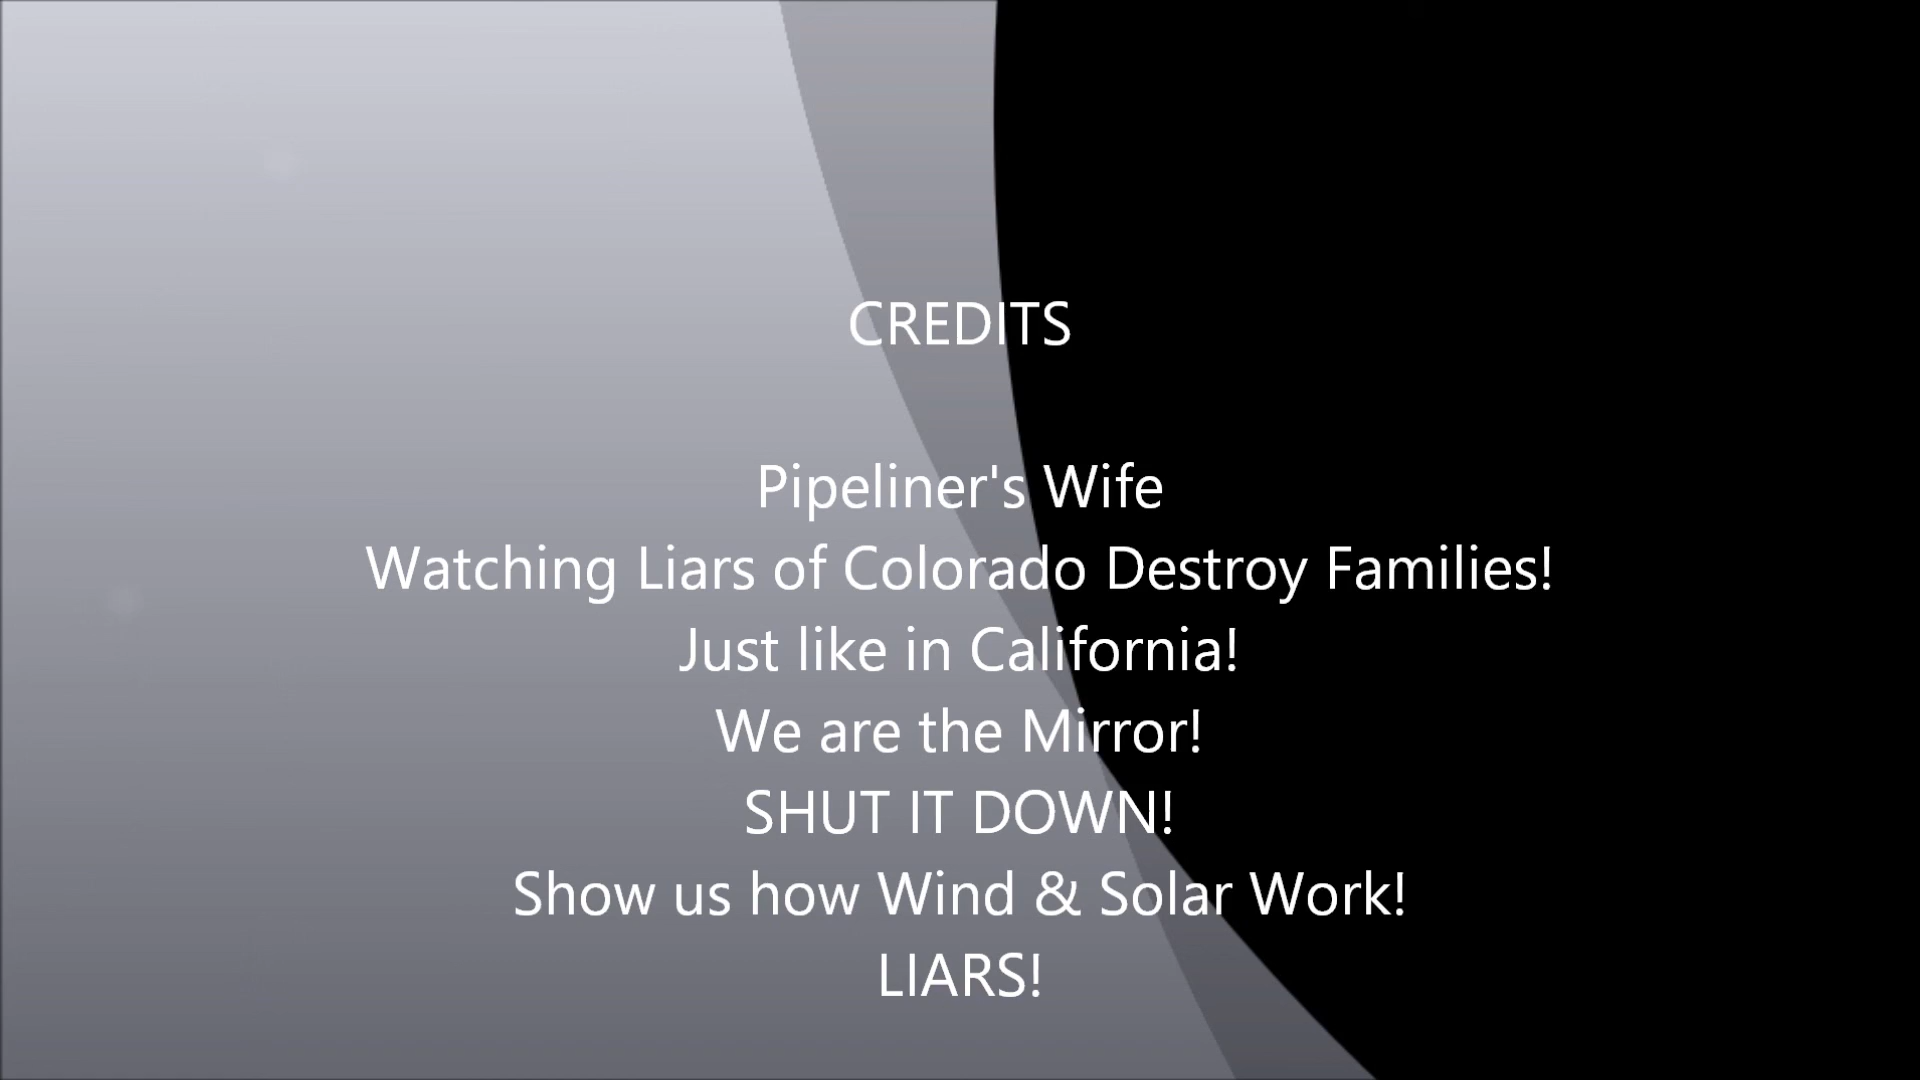 CREDITS
Pipeliner's Wife
Watching Liars of Colorado Destroy Families!
Just like in California!
We are the Mirror!
SHUT IT DOWN!
Show us how Wind & Solar Work!
LIARS!